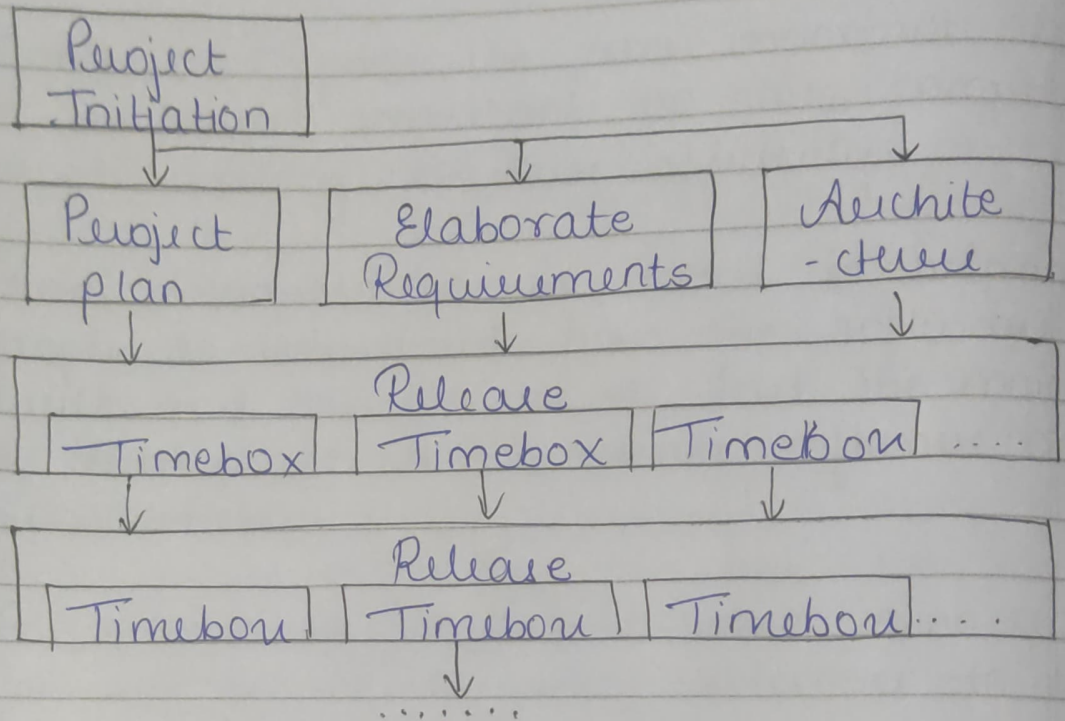 Project
Initiation
Project
plan
Elaborate
Requirements
Archite
-cture
Release
Timebox
Timebox
Timebox
....
Release
Timebox
Timebox
Timebox
....
.......